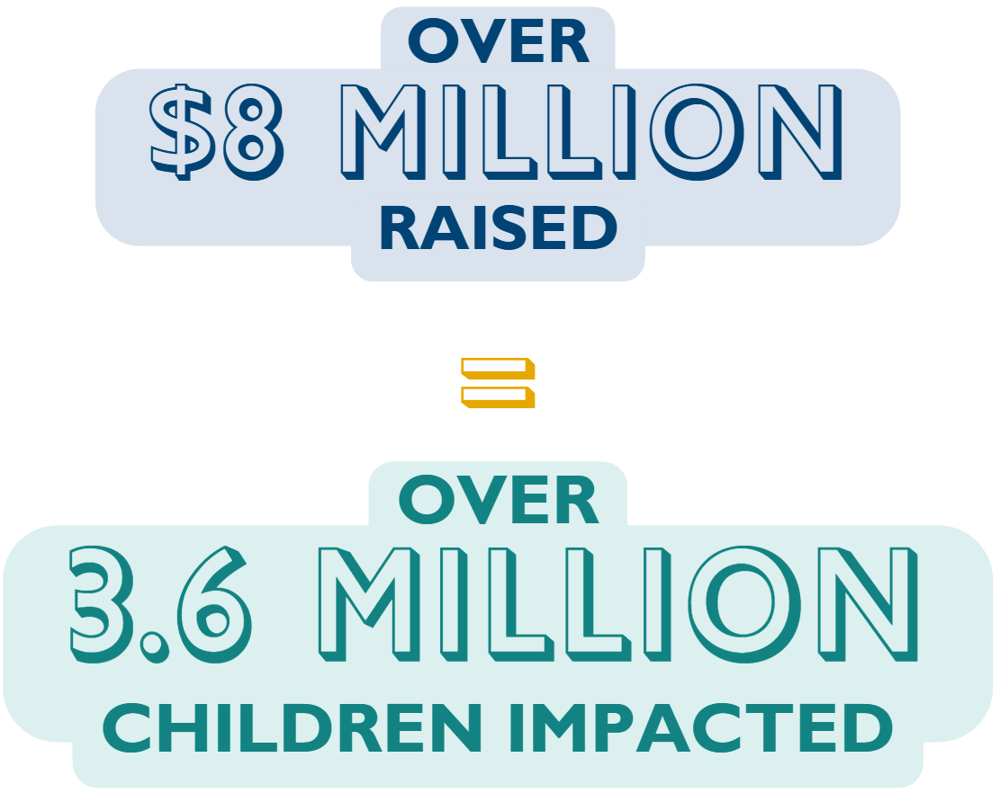 OVER
$8 MILLION
RAISED
=
OVER
3.6 MILLION
CHILDREN IMPACTED